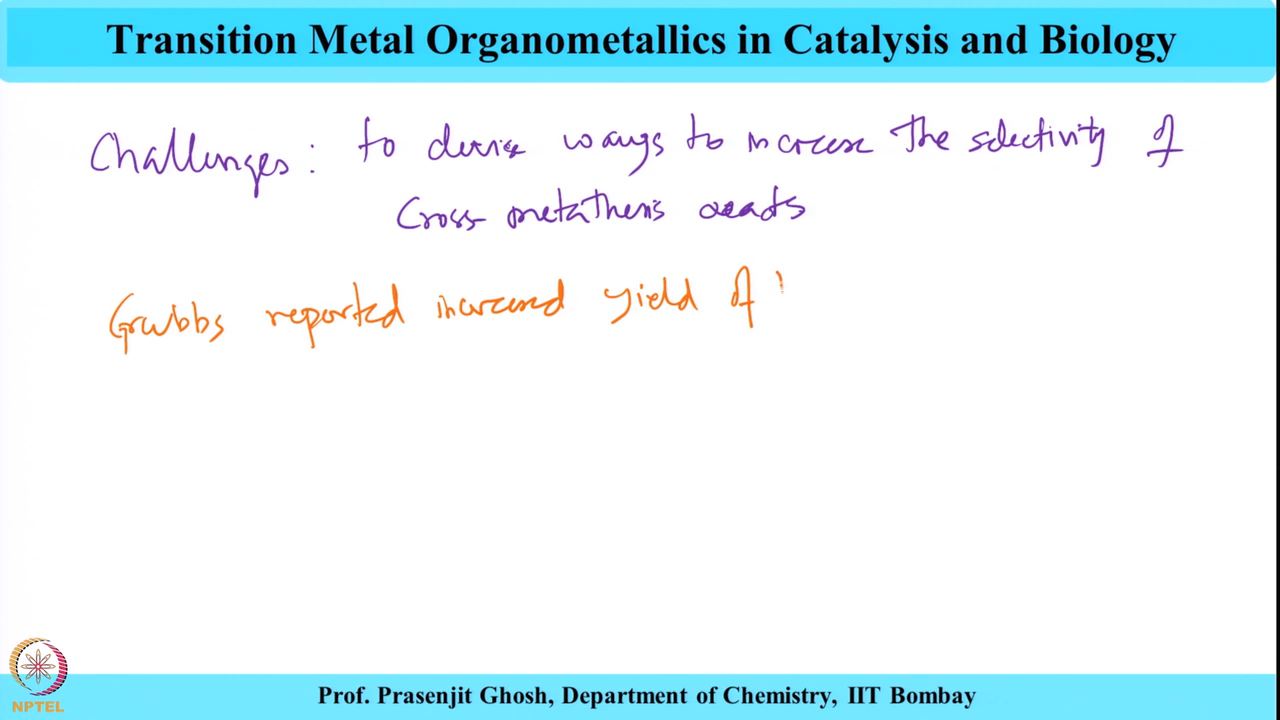 Transition Metal Organometallics in Catalysis and Biology
Challenges : to devise ways to increase the selectivity of
Cross metathesis
Grubbs reported increased yield of
NPTEL
Prof. Prasenjit Ghosh, Department of Chemistry, IIT Bombay